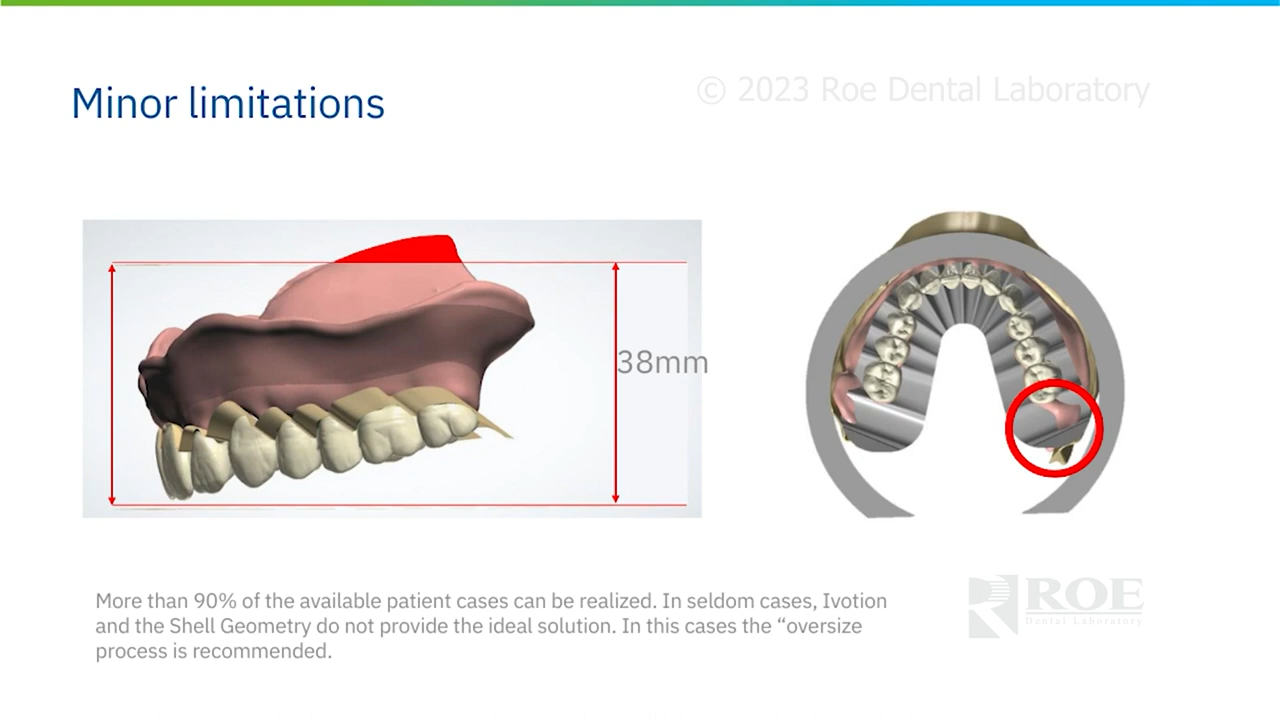 © 2023 Roe Dental Laboratory
Minor limitations
38mm
More than 90% of the available patient cases can be realized. In seldom cases, Ivotion
and the Shell Geometry do not provide the ideal solution. In this cases the “oversize
process is recommended.
ROE
Dental Laboratory